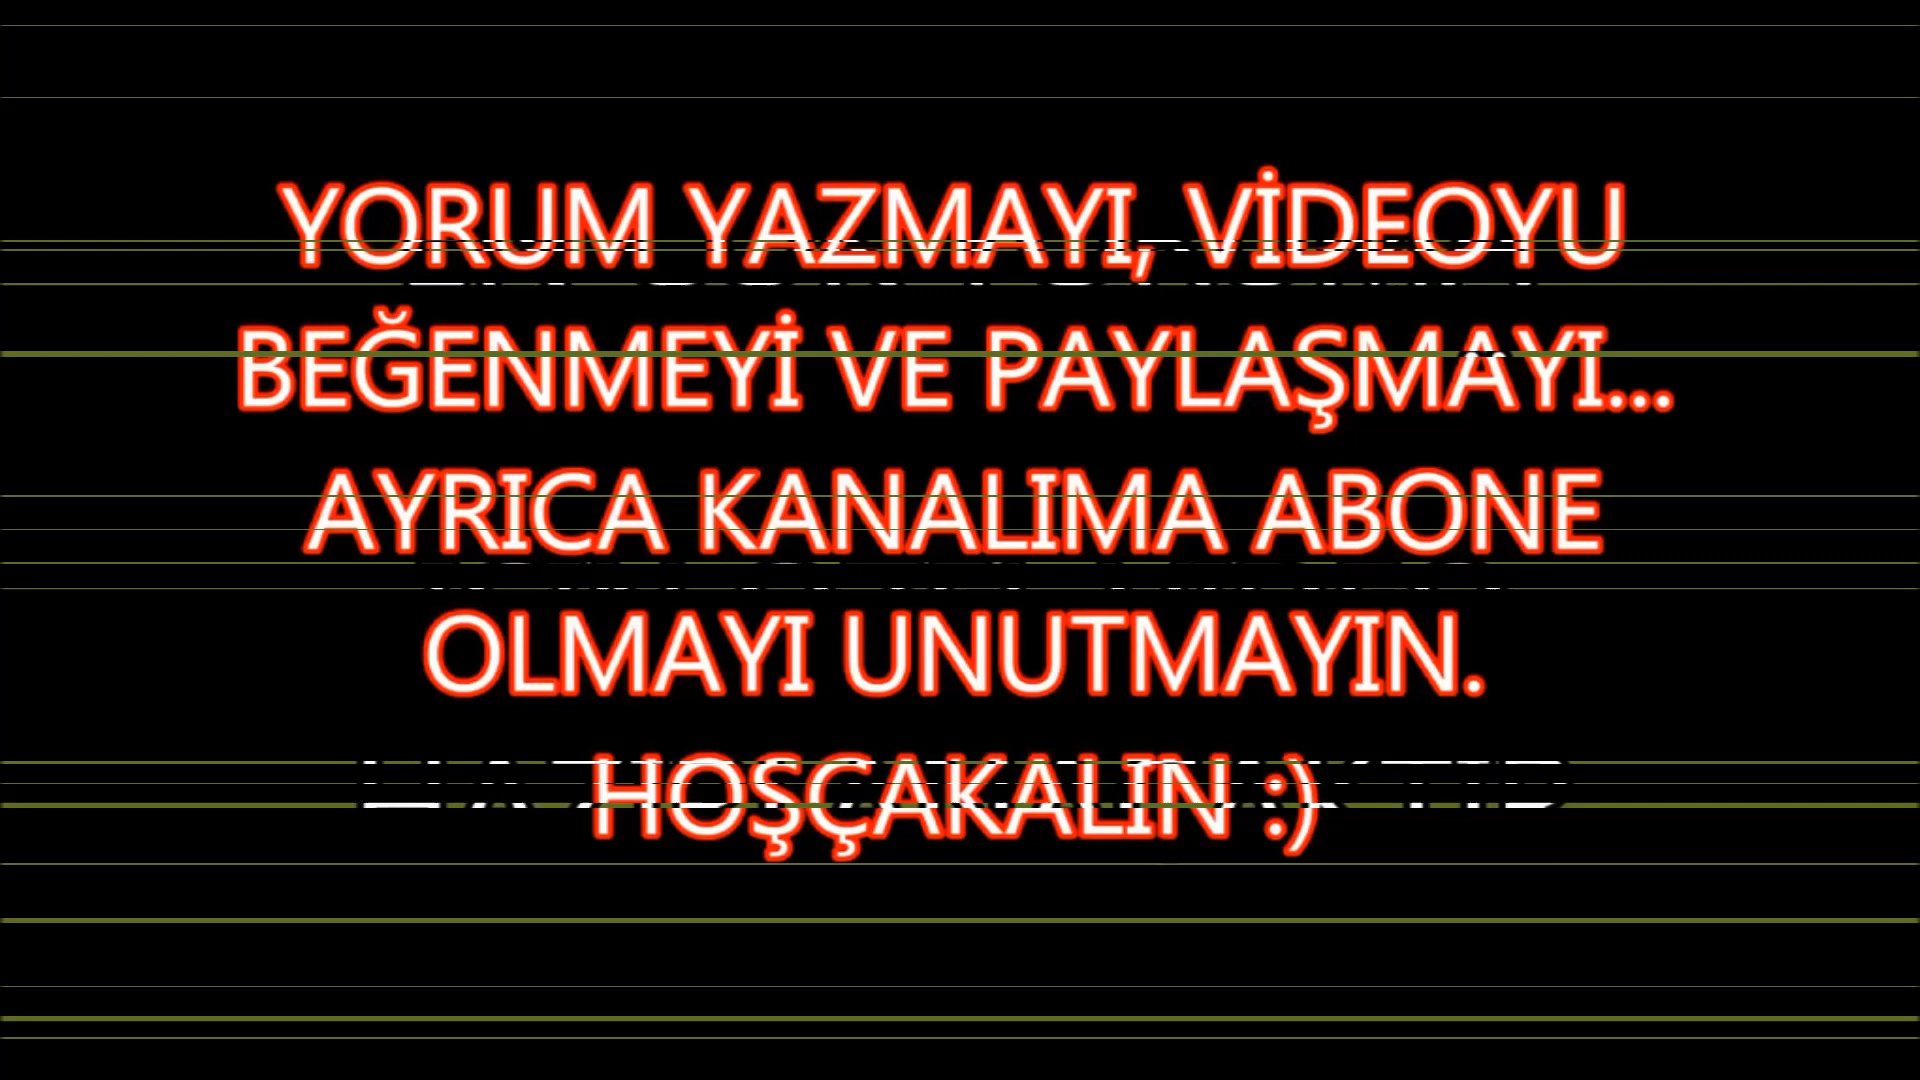 YORUM YAZMAYI, VİDEOYU
BEĞENMEYİ VE PAYLAŞMAYI...
AYRICA KANALIMA ABONE
OLMAYI UNUTMAYIN.
HOŞÇAKALIN :)